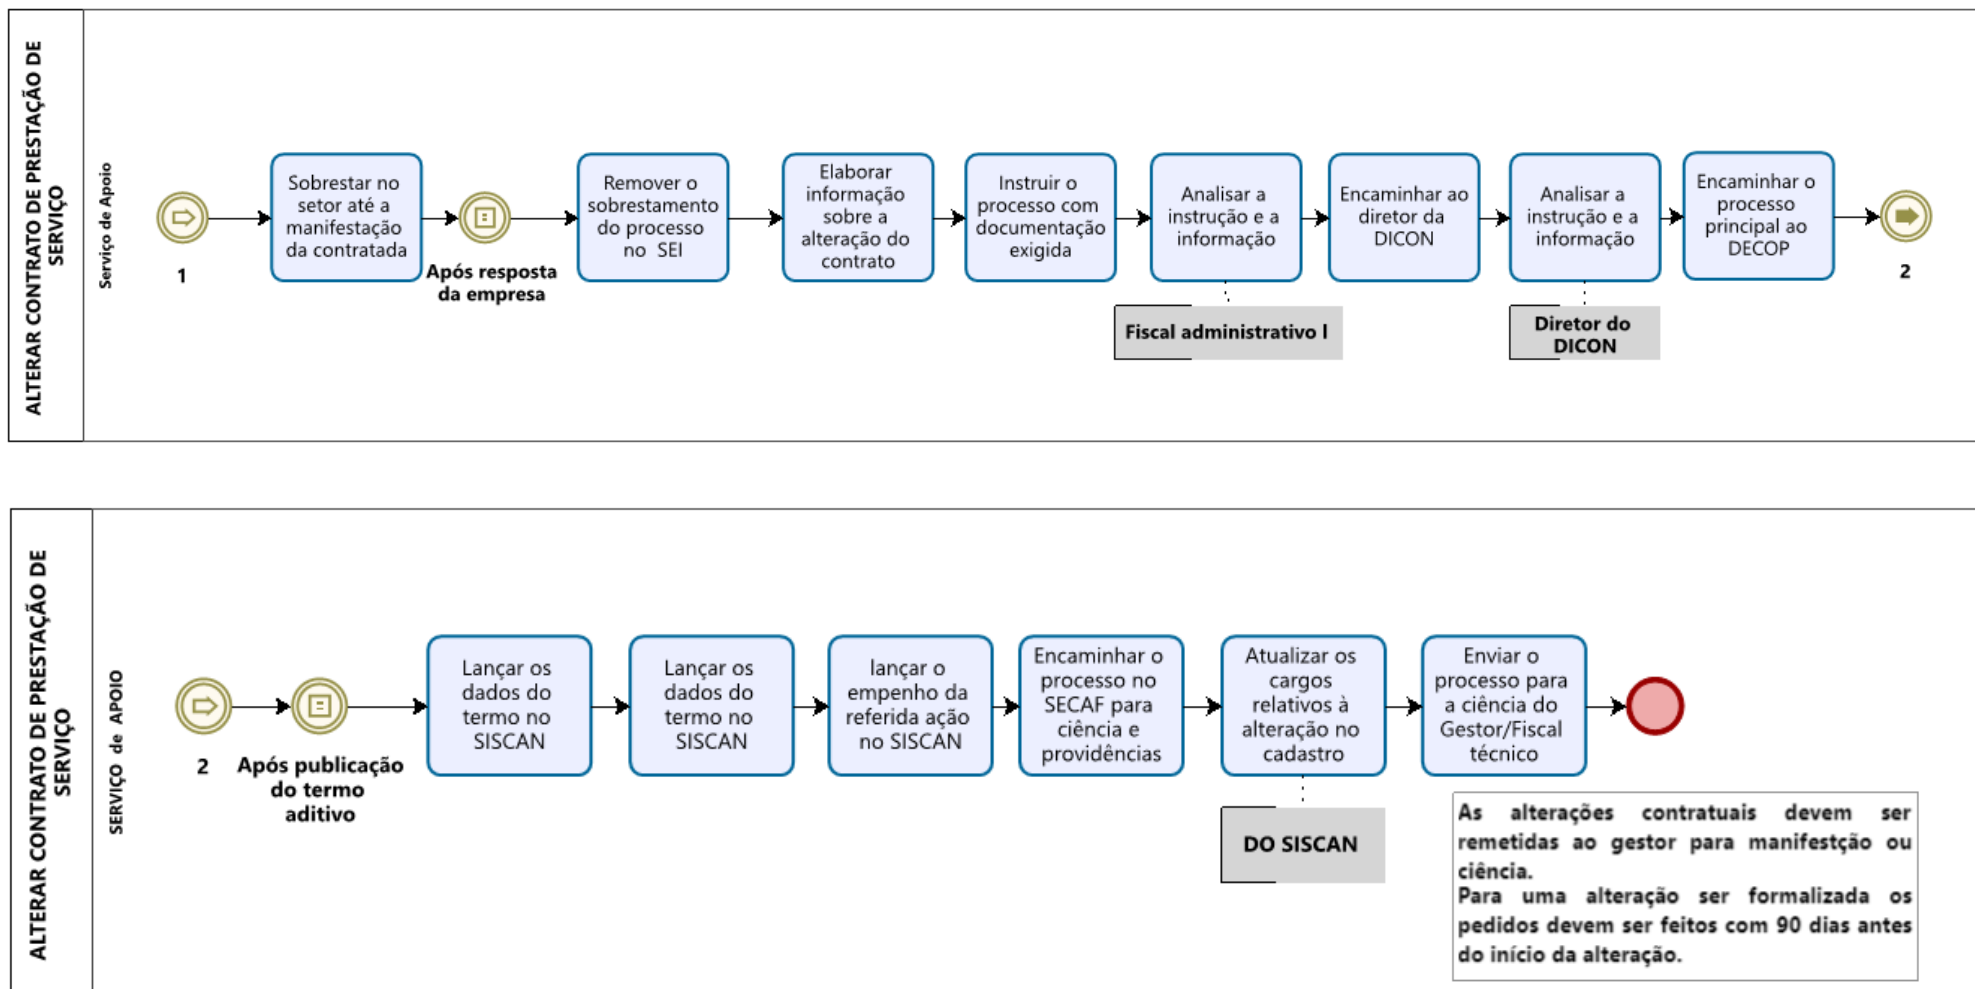 ALTERAR CONTRATO DE PRESTAÇÃO DE
SERVIÇO
Serviço de Apoio
1
Sobrestar no
setor até a
manifestação
da contratada
Após resposta
da empresa
Remover o
sobrestamento
do processo
no SEI
Elaborar
informação
sobre a
alteração do
contrato
Instruir o
processo com
documentação
exigida
Analisar a
instrução e a
informação
Fiscal administrativo l
Encaminhar ao
diretor da
DICON
Analisar a
instrução e a
informação
Diretor do
DICON
Encaminhar o
processo
principal ao
DECOP
2
ALTERAR CONTRATO DE PRESTAÇÃO DE
SERVIÇO
SERVIÇO de APOIO
2
Após publicação
do termo
aditivo
Lançar os
dados do
termo no
SISCAN
Lançar os
dados do
termo no
SISCAN
lançar o
empenho da
referida ação
no SISCAN
Encaminhar o
processo no
SECAF para
ciência e
providências
Atualizar os
cargos
relativos à
alteração no
cadastro
DO SISCAN
Enviar o
processo para
a ciência do
Gestor/Fiscal
técnico
As alterações contratuais devem ser
remetidas ao gestor para manifestção ou
ciência.
Para uma alteração ser formalizada os
pedidos devem ser feitos com 90 dias antes
do início da alteração.